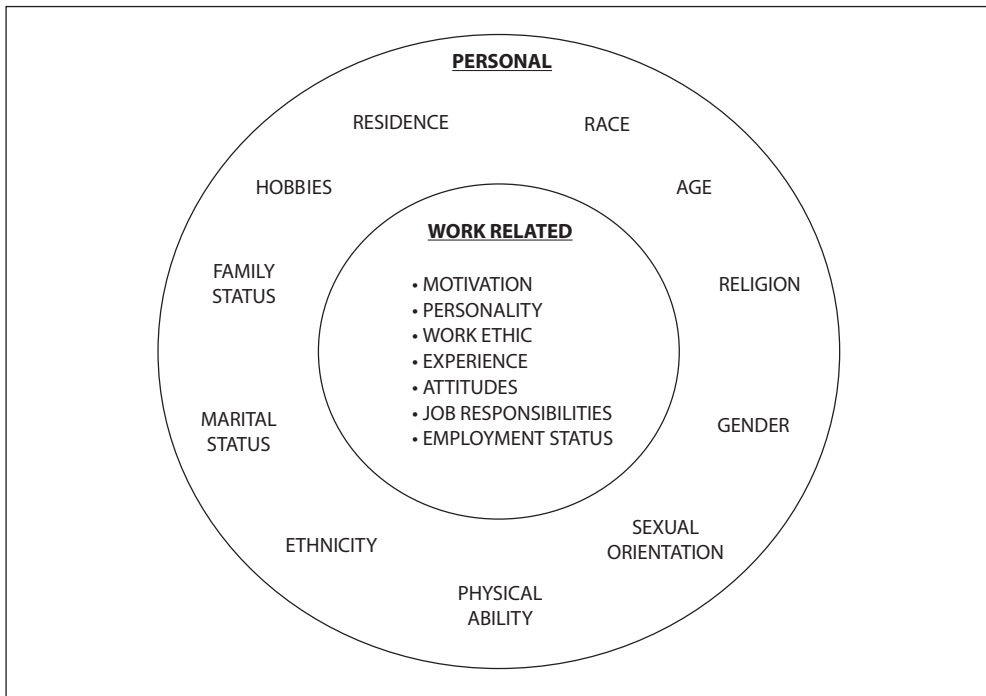 PERSONAL
RESIDENCE
RACE
HOBBIES
AGE
WORK RELATED
FAMILY
STATUS
• MOTIVATION
• PERSONALITY
• WORK ETHIC
• EXPERIENCE
• ATTITUDES
• JOB RESPONSIBILITIES
• EMPLOYMENT STATUS
RELIGION
MARITAL
STATUS
GENDER
ETHNICITY
SEXUAL
ORIENTATION
PHYSICAL
ABILITY